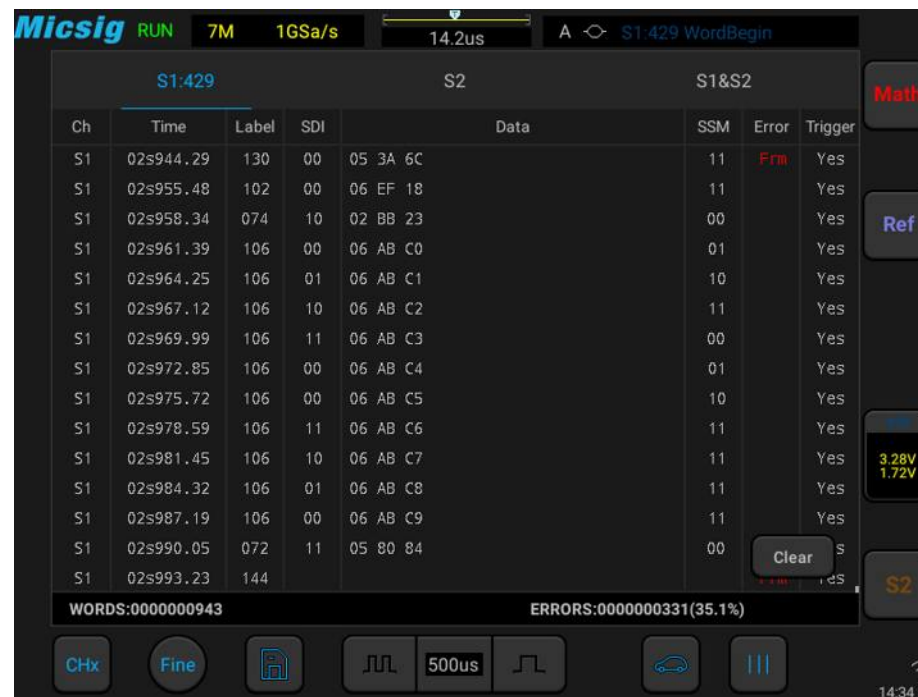 Micsig RUN 7M 1GSa/s 14.2us A S1:429 WordBegin
T
S1:429 S2 S1&S2
Math
Ch Time Label SDI Data SSM Error Trigger
S1 02s944.29 130 00 05 3A 6C 11 Frm Yes
S1 02s955.48 102 00 06 EF 18 11 Yes
S1 02s958.34 074 10 02 BB 23 00 Yes
Ref
S1 02s961.39 106 00 06 AB C0 01 Yes
S1 02s964.25 106 01 06 AB C1 10 Yes
S1 02s967.12 106 10 06 AB C2 11 Yes
S1 02s969.99 106 11 06 AB C3 00 Yes
S1 02s972.85 106 00 06 AB C4 01 Yes
S1 02s975.72 106 00 06 AB C5 10 Yes
S1 02s978.59 106 11 06 AB C6 11 Yes
S1 02s981.45 106 10 06 AB C7 11 Yes
3.28V
1.72V
S1 02s984.32 106 01 06 AB C8 11 Yes
S1 02s987.19 106 00 06 AB C9 11 Yes
S1 02s990.05 072 11 05 80 84 00
Clear
S1 02s993.23 144
S2
WORDS:0000000943 ERRORS:0000000331(35.1%)
CHx Fine 500us
14:34